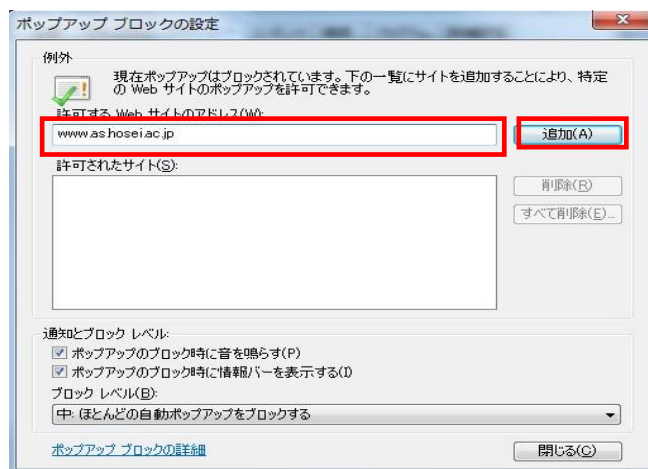 ポップアップ ブロックの設定
例外
現在ポップアップはブロックされています。下の一覧にサイトを追加することにより、特定
の Web サイトのポップアップを許可できます。
許可する Web サイトのアドレス(W):
www.as.hosei.ac.jp
追加(A)
許可されたサイト(S):
削除(R)
すべて削除(E)...
通知とブロック レベル:
ポップアップのブロック時に音を鳴らす(P)
ポップアップのブロック時に情報バーを表示する(I)
ブロック レベル(B):
中: ほとんどの自動ポップアップをブロックする
ポップアップ ブロックの詳細
閉じる(C)